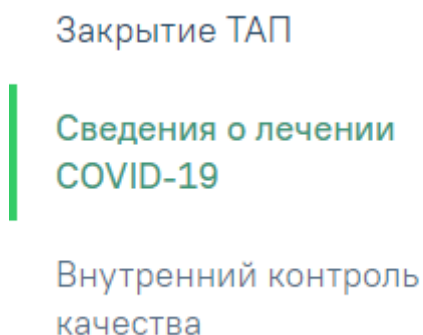 Закрытие ТАП
Сведения о лечении
COVID-19
Внутренний контроль
качества